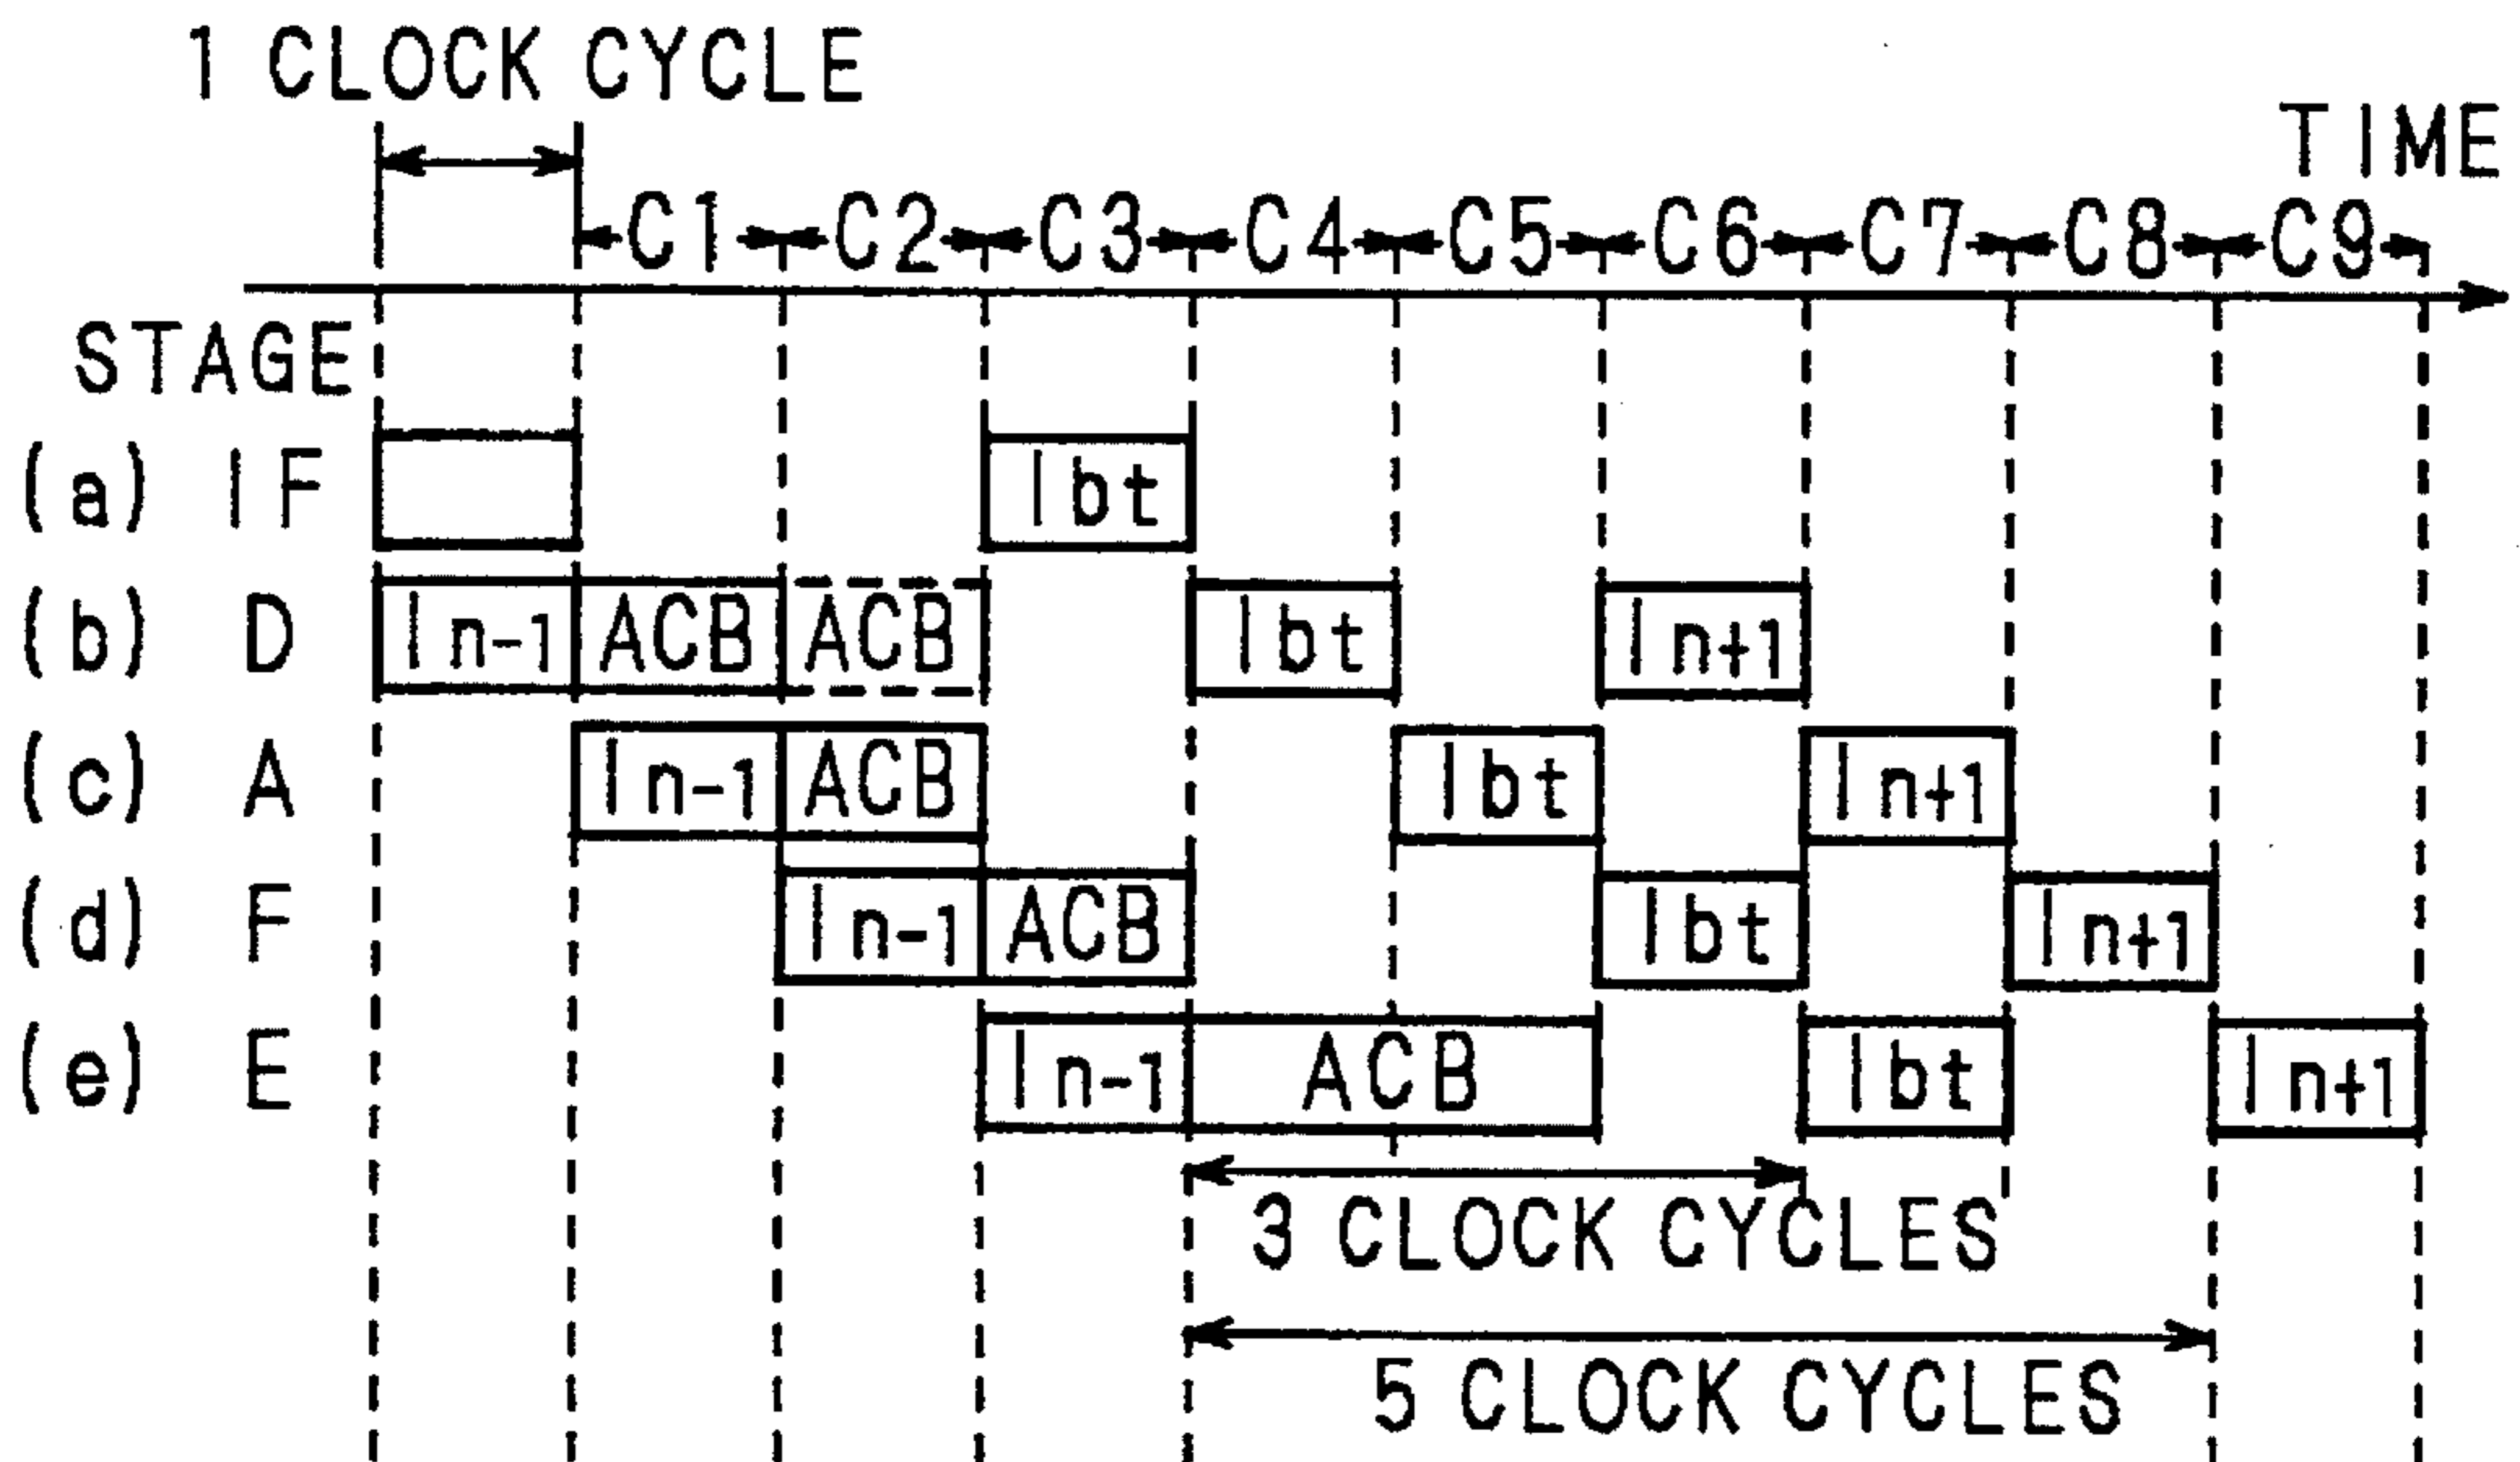 1 CLOCK CYCLE
TIME
C1 C2 C3 C4 C5 C6 C7 C8 C9
STAGE
(a) IF Ibt
(b) D In-1 ACB ACB Ibt In+1
(c) A In-1 ACB Ibt In+1
(d) F In-1 ACB Ibt In+1
(e) E In-1 ACB Ibt In+1
3 CLOCK CYCLES
5 CLOCK CYCLES